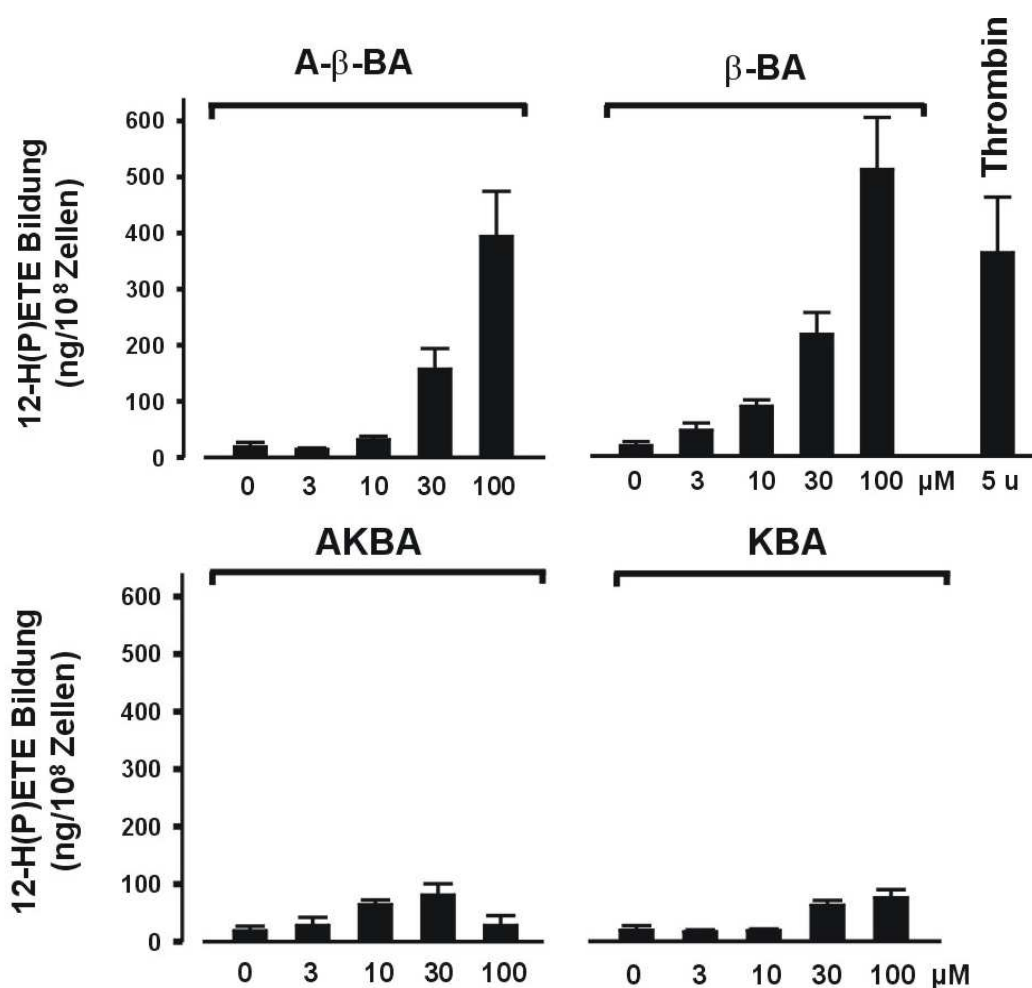 A-β-BA
β-BA
Thrombin
12-H(P)ETE Bildung
(ng/10⁸ Zellen)
600
500
400
300
200
100
0
0 3 10 30 100
0 3 10 30 100 µM 5 u
AKBA
KBA
12-H(P)ETE Bildung
(ng/10⁸ Zellen)
600
500
400
300
200
100
0
0 3 10 30 100
0 3 10 30 100 µM